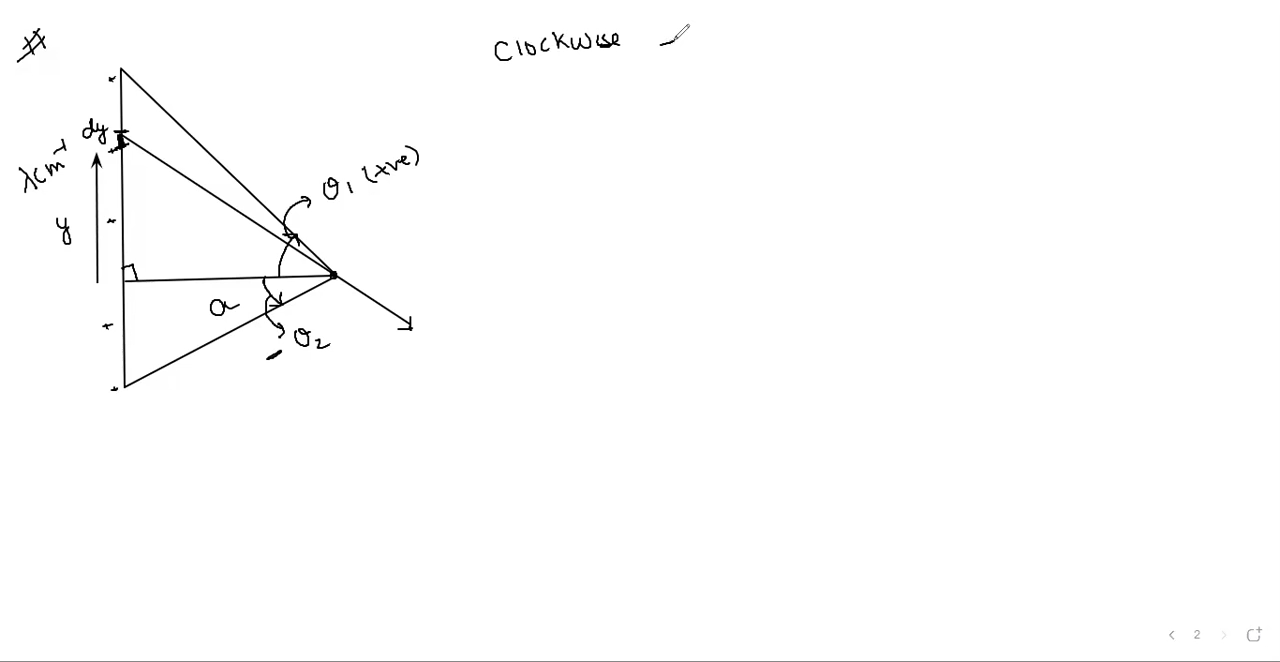 #
Clockwise
dy
λ cm⁻¹
y
θ₁ (+ve)
a
- θ₂
2